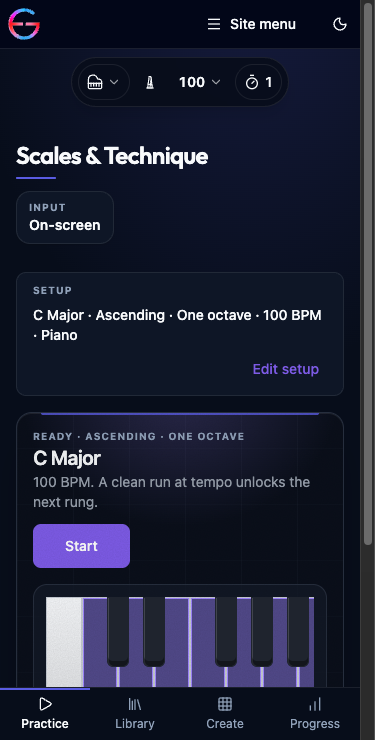 Site menu
100
1
Scales & Technique
INPUT
On-screen
SETUP
C Major · Ascending · One octave · 100 BPM
· Piano
Edit setup
READY · ASCENDING · ONE OCTAVE
C Major
100 BPM. A clean run at tempo unlocks the
next rung.
Start
Practice
Library
Create
Progress